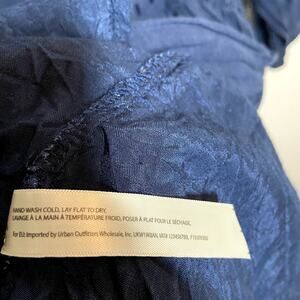 HAND WASH COLD, LAY FLAT TO DRY,
LAVAGE À LA MAIN À TEMPÉRATURE FROID, POSER À PLAT POUR LE SÉCHAGE.
For EU: Imported by Urban Outfitters Wholesale, Inc.